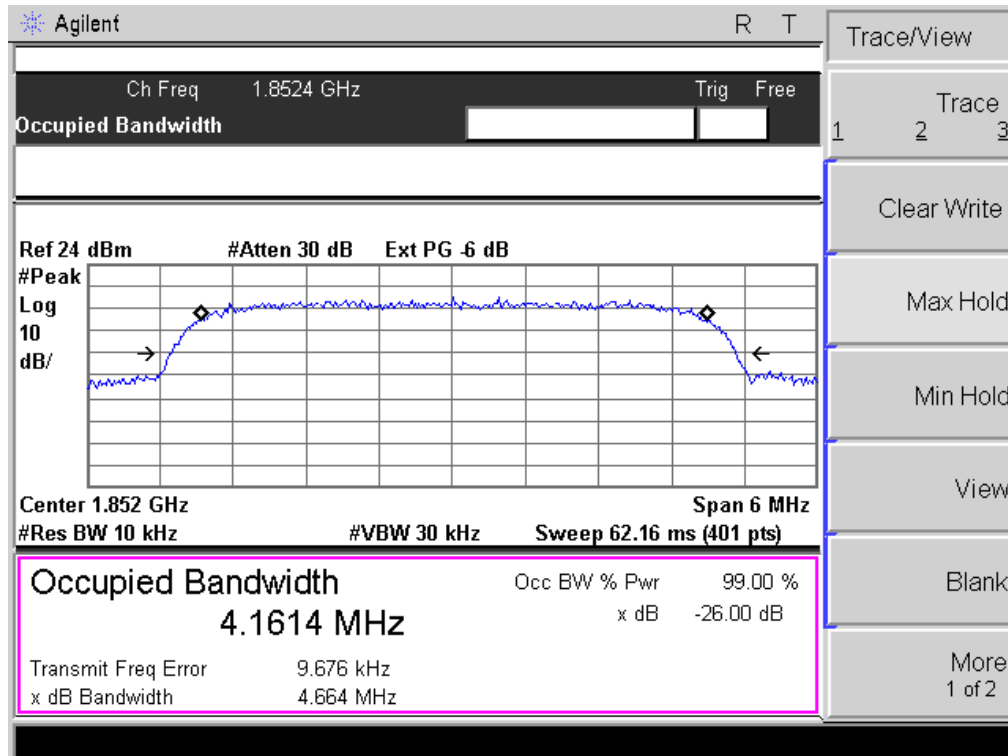 Agilent R T
Trace/View
Ch Freq 1.8524 GHz Trig Free
Occupied Bandwidth
Trace
1 2 3
Clear Write
Ref 24 dBm #Atten 30 dB Ext PG -6 dB
#Peak
Log
10
dB/
Max Hold
Min Hold
View
Center 1.852 GHz Span 6 MHz
#Res BW 10 kHz #VBW 30 kHz Sweep 62.16 ms (401 pts)
Occupied Bandwidth
4.1614 MHz
Occ BW % Pwr 99.00 %
x dB -26.00 dB
Transmit Freq Error 9.676 kHz
x dB Bandwidth 4.664 MHz
Blank
More
1 of 2